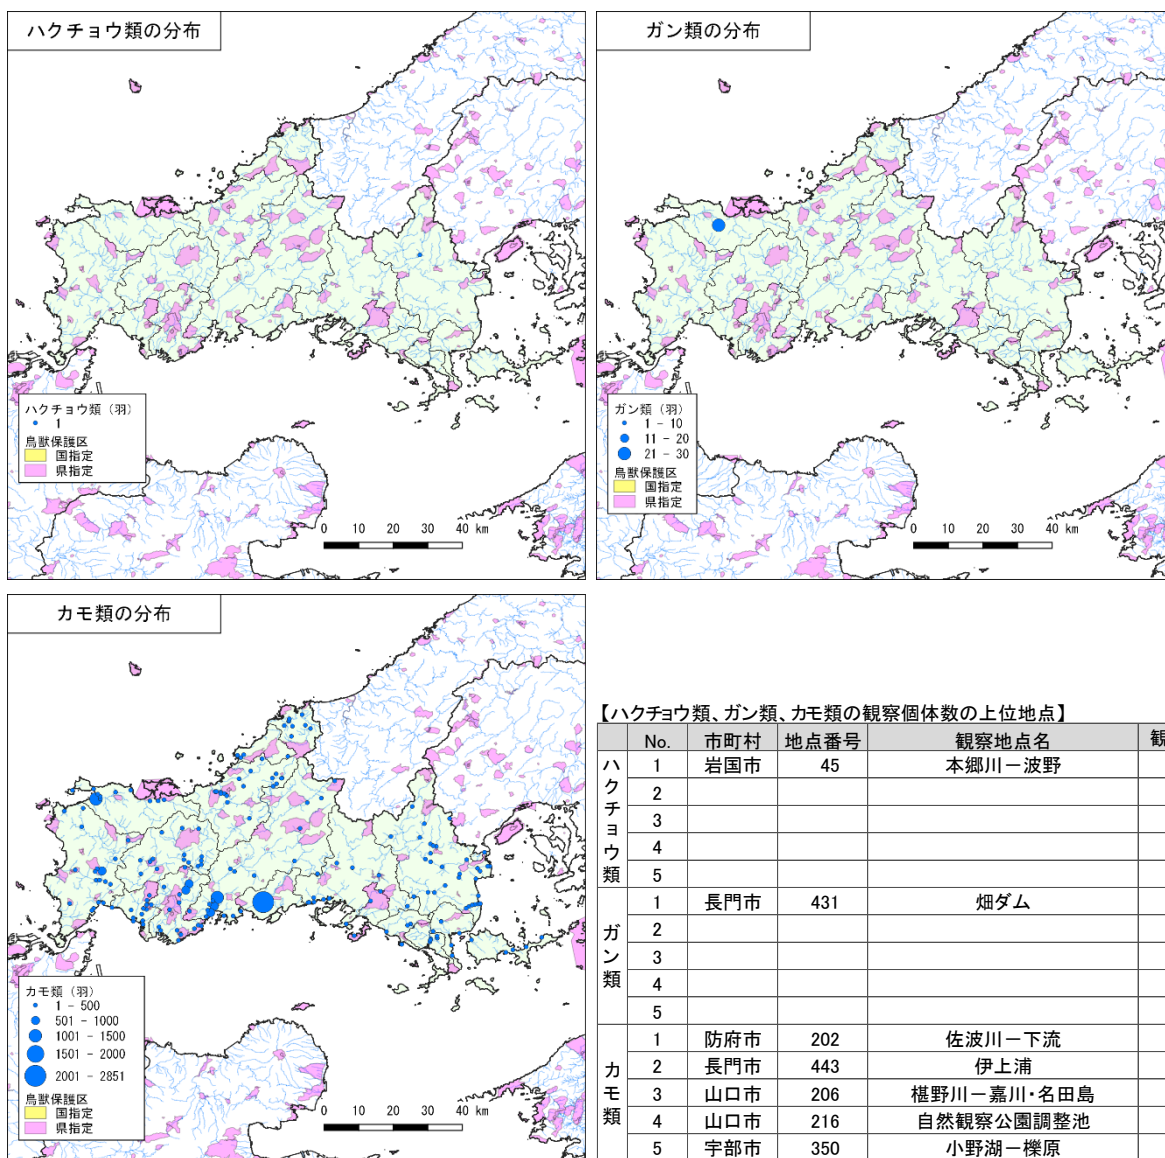 ハクチョウ類の分布
ハクチョウ類（羽）
1
鳥獣保護区
国指定
県指定
0 10 20 30 40 km
ガン類の分布
ガン類（羽）
1 - 10
11 - 20
21 - 30
鳥獣保護区
国指定
県指定
0 10 20 30 40 km
カモ類の分布
カモ類（羽）
1 - 500
501 - 1000
1001 - 1500
1501 - 2000
2001 - 2851
鳥獣保護区
国指定
県指定
0 10 20 30 40 km
【ハクチョウ類、ガン類、カモ類の観察個体数の上位地点】
No. 市町村 地点番号 観察地点名 観
ハクチョウ類
1 岩国市 45 本郷川－波野
2
3
4
5
ガン類
1 長門市 431 畑ダム
2
3
4
5
カモ類
1 防府市 202 佐波川－下流
2 長門市 443 伊上浦
3 山口市 206 椹野川－嘉川・名田島
4 山口市 216 自然観察公園調整池
5 宇部市 350 小野湖－櫟原